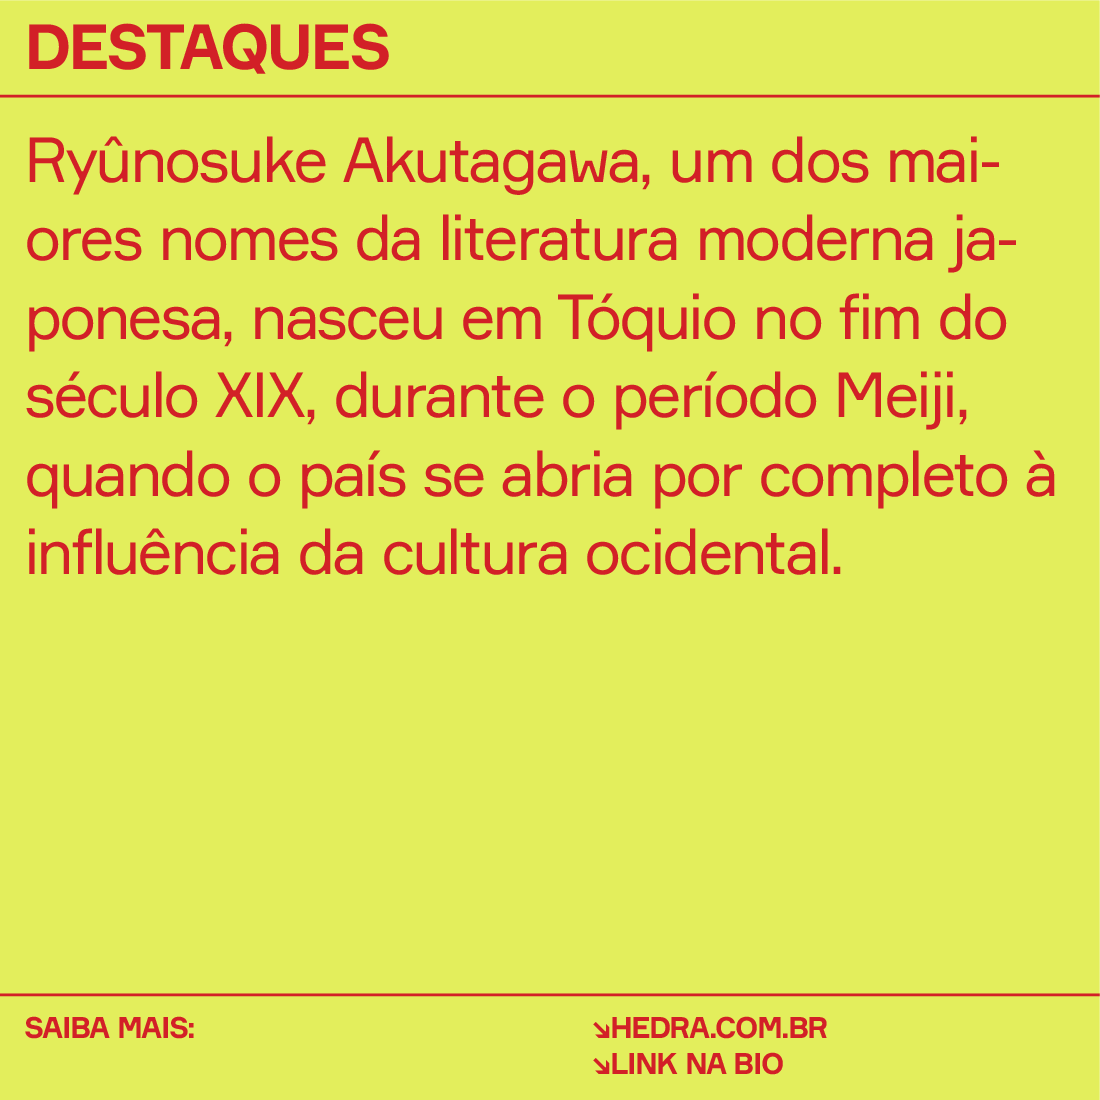 DESTAQUES
Ryûnosuke Akutagawa, um dos mai-
ores nomes da literatura moderna ja-
ponesa, nasceu em Tóquio no fim do
século XIX, durante o período Meiji,
quando o país se abria por completo à
influência da cultura ocidental.
SAIBA MAIS:
↘HEDRA.COM.BR
↘LINK NA BIO